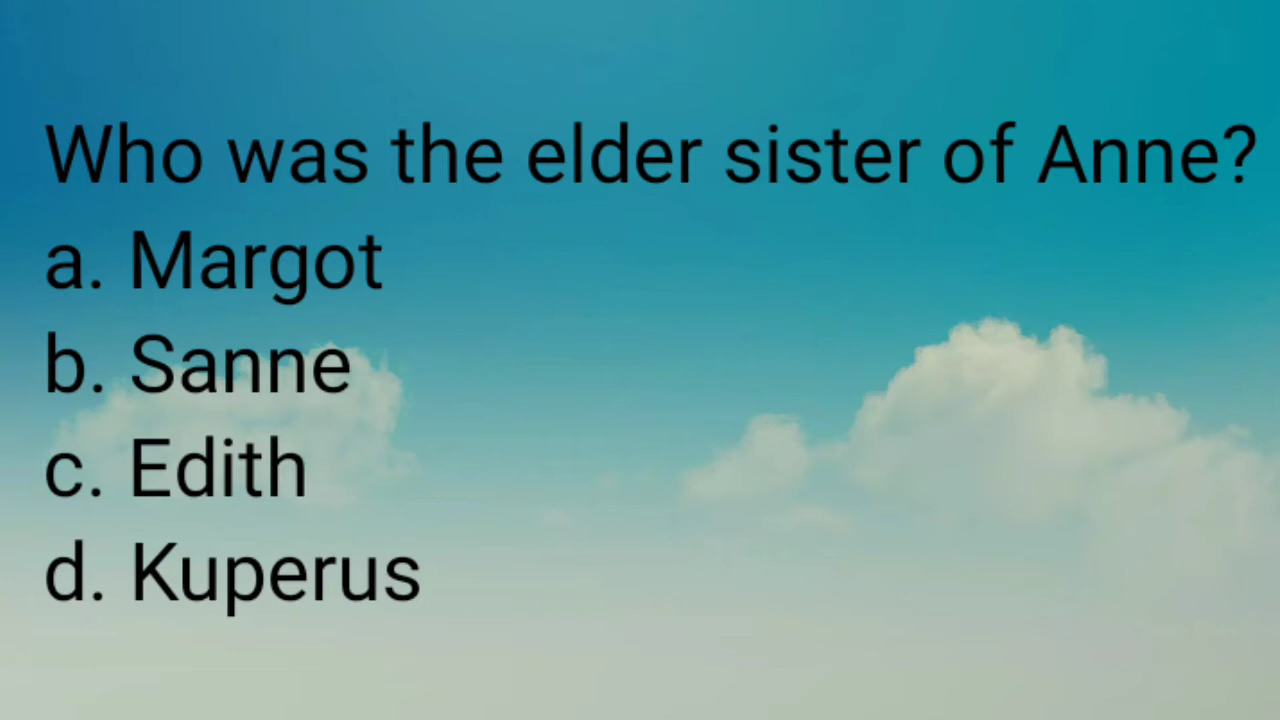 Who was the elder sister of Anne?
a. Margot
b. Sanne
c. Edith
d. Kuperus